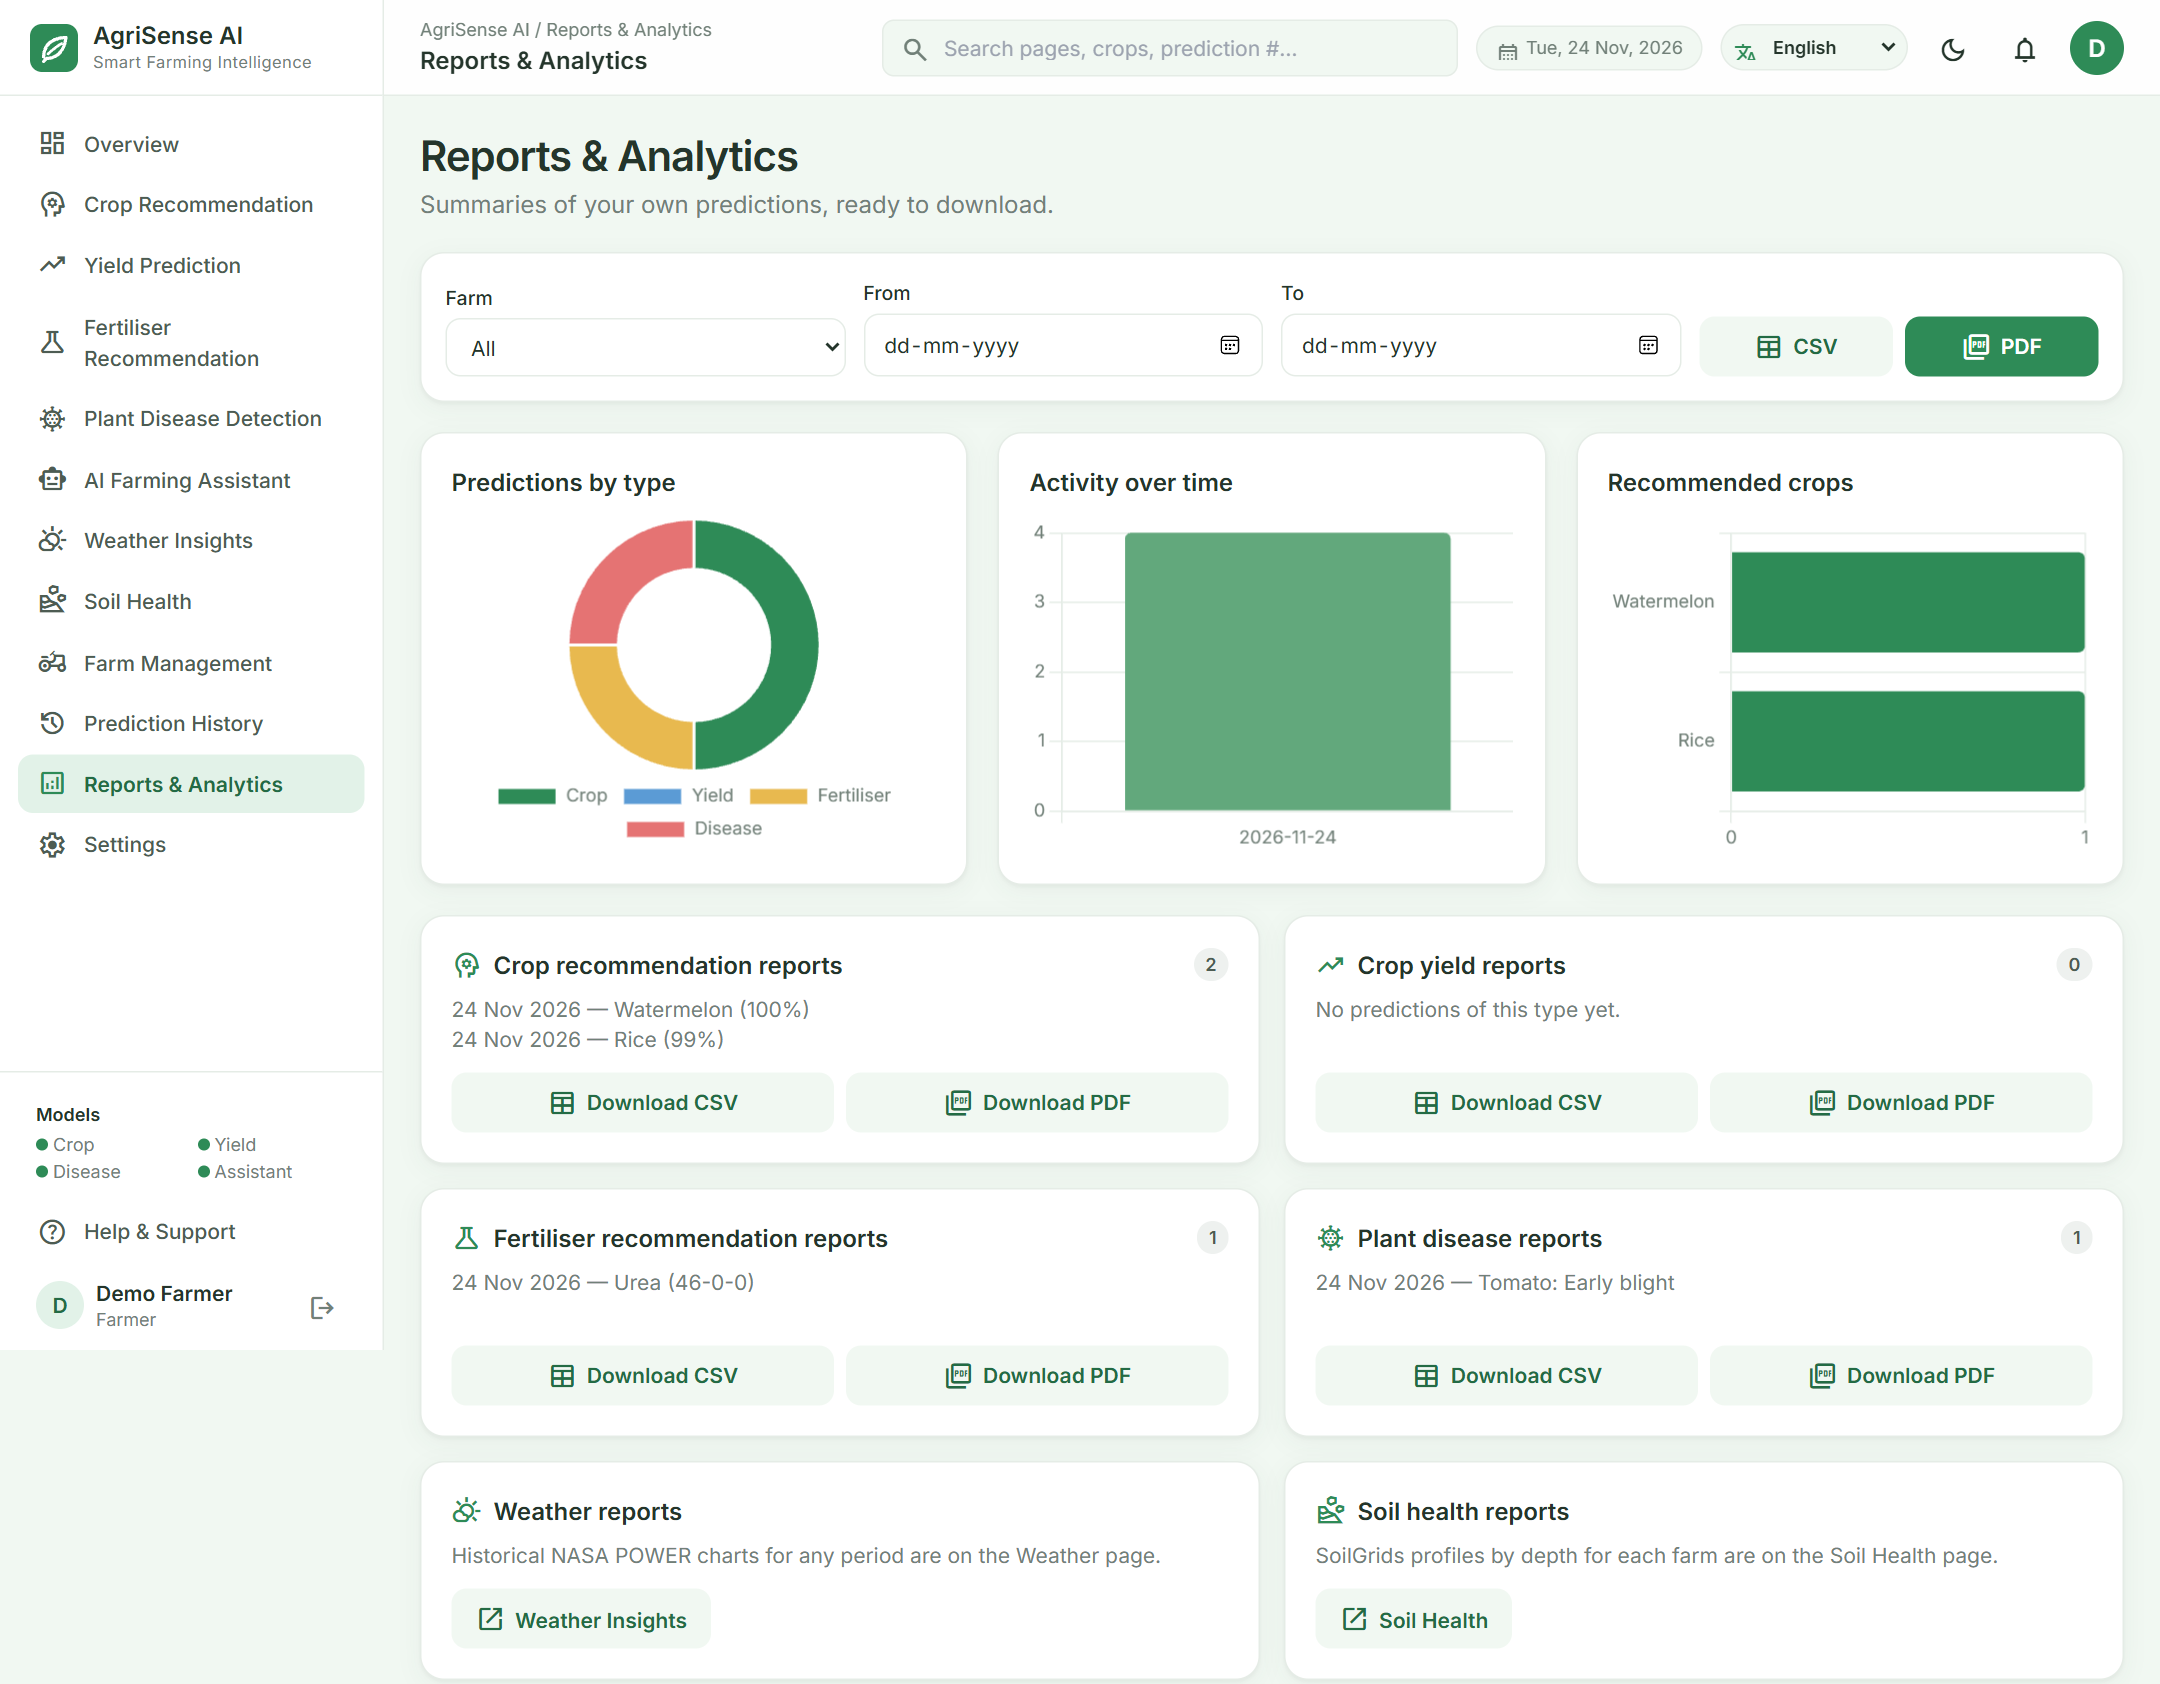 AgriSense AI
Smart Farming Intelligence
AgriSense AI / Reports & Analytics
Reports & Analytics
Search pages, crops, prediction #...
Tue, 24 Nov, 2026
English
D
Overview
Crop Recommendation
Yield Prediction
Fertiliser
Recommendation
Plant Disease Detection
AI Farming Assistant
Weather Insights
Soil Health
Farm Management
Prediction History
Reports & Analytics
Settings
Models
Crop
Yield
Disease
Assistant
Help & Support
D
Demo Farmer
Farmer
Reports & Analytics
Summaries of your own predictions, ready to download.
Farm
All
From
dd-mm-yyyy
To
dd-mm-yyyy
CSV
PDF
Predictions by type
Crop
Yield
Fertiliser
Disease
Activity over time
4
3
2
1
0
2026-11-24
Recommended crops
Watermelon
Rice
0
1
Crop recommendation reports
2
24 Nov 2026 — Watermelon (100%)
24 Nov 2026 — Rice (99%)
Download CSV
Download PDF
Crop yield reports
0
No predictions of this type yet.
Download CSV
Download PDF
Fertiliser recommendation reports
1
24 Nov 2026 — Urea (46-0-0)
Download CSV
Download PDF
Plant disease reports
1
24 Nov 2026 — Tomato: Early blight
Download CSV
Download PDF
Weather reports
Historical NASA POWER charts for any period are on the Weather page.
Weather Insights
Soil health reports
SoilGrids profiles by depth for each farm are on the Soil Health page.
Soil Health